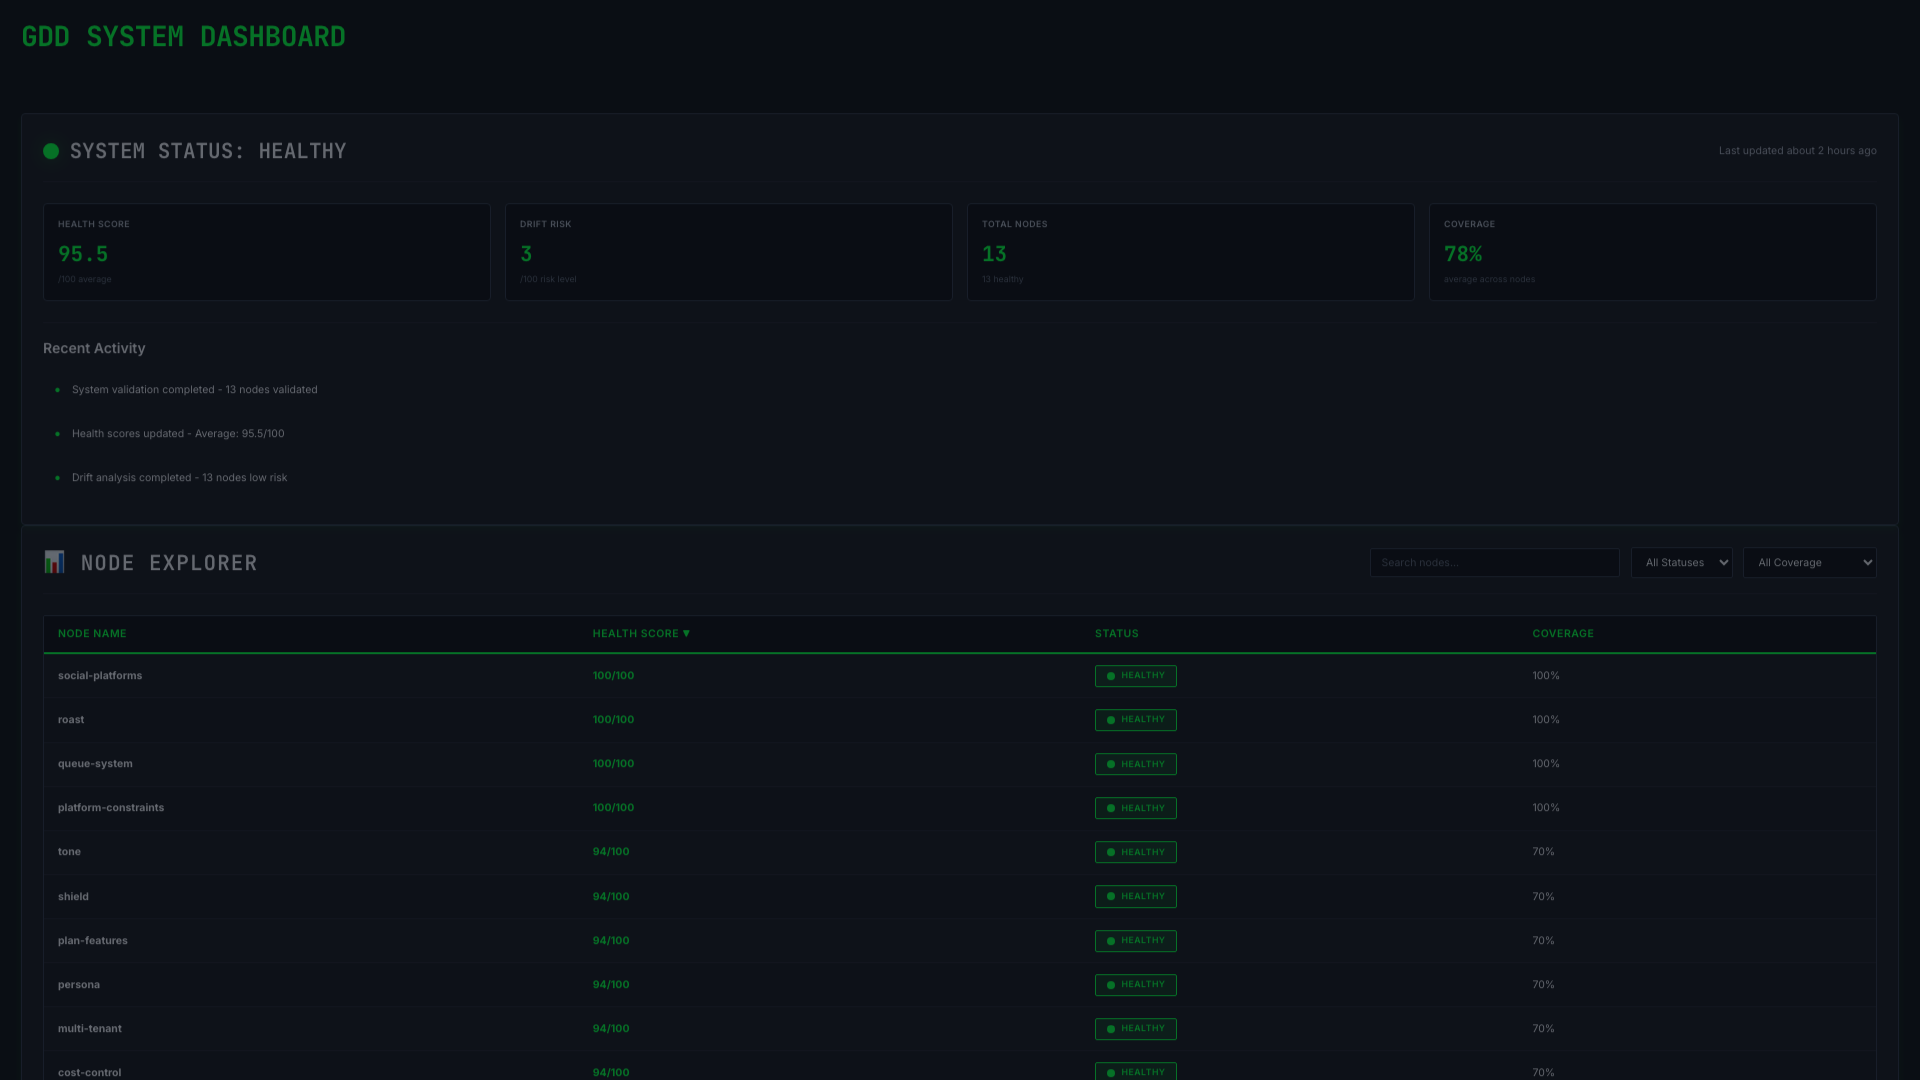 GDD SYSTEM DASHBOARD
SYSTEM STATUS: HEALTHY
Last updated about 2 hours ago
HEALTH SCORE
95.5
/100 average
DRIFT RISK
3
/100 risk level
TOTAL NODES
13
13 healthy
COVERAGE
78%
average across nodes
Recent Activity
System validation completed - 13 nodes validated
Health scores updated - Average: 95.5/100
Drift analysis completed - 13 nodes low risk
NODE EXPLORER
Search nodes...
All Statuses
All Coverage
NODE NAME HEALTH SCORE ▼ STATUS COVERAGE
social-platforms 100/100 HEALTHY 100%
roast 100/100 HEALTHY 100%
queue-system 100/100 HEALTHY 100%
platform-constraints 100/100 HEALTHY 100%
tone 94/100 HEALTHY 70%
shield 94/100 HEALTHY 70%
plan-features 94/100 HEALTHY 70%
persona 94/100 HEALTHY 70%
multi-tenant 94/100 HEALTHY 70%
cost-control 94/100 HEALTHY 70%